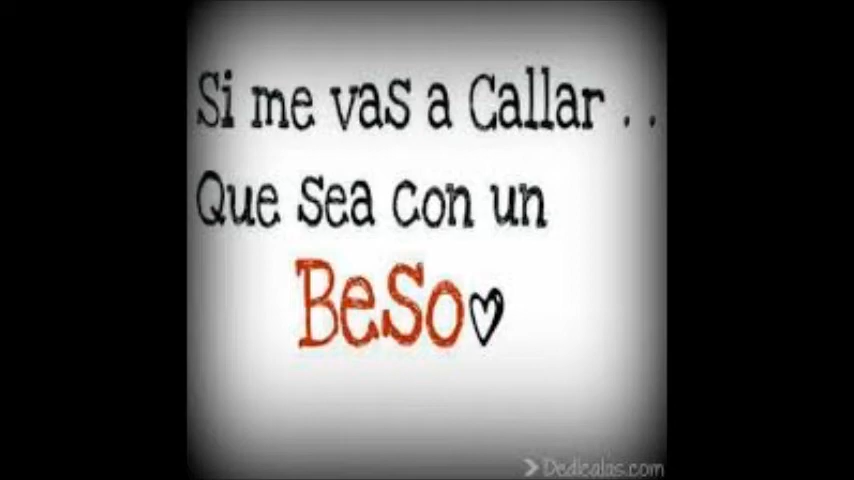 Si me vas a Callar . .
Que sea con un
Beso♡
> Dedicalas.com